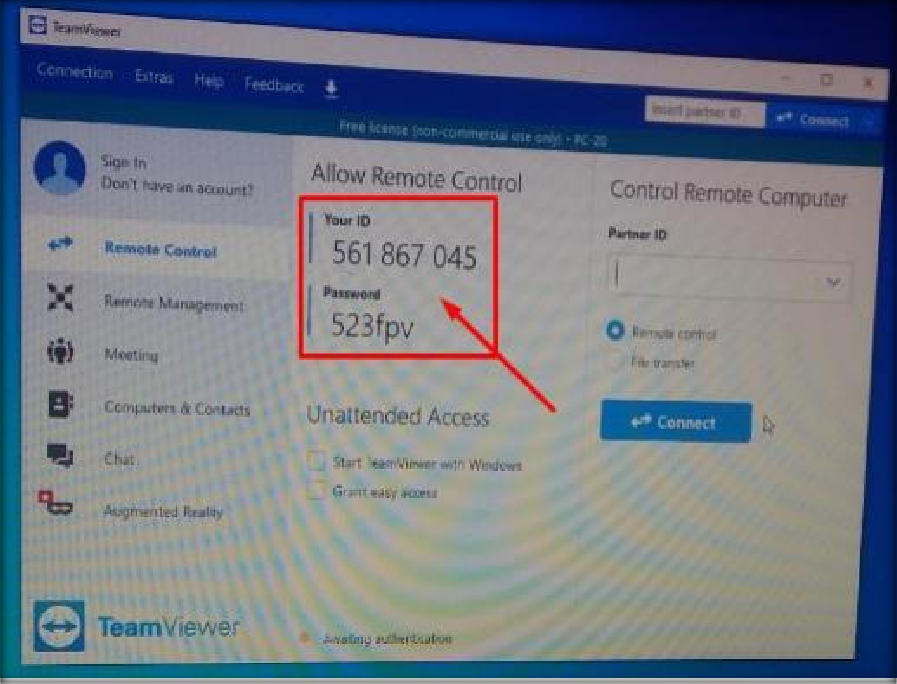 TeamViewer
Connection Extras Help Feedback
Insert partner ID Connect
Free license (non-commercial use only) - PC-20
Sign In
Don't have an account?
Remote Control
Remote Management
Meeting
Computers & Contacts
Chat
Augmented Reality
TeamViewer
Allow Remote Control
Your ID
561 867 045
Password
523fpv
Unattended Access
Start TeamViewer with Windows
Grant easy access
Awaiting authentication
Control Remote Computer
Partner ID
Remote control
File transfer
Connect